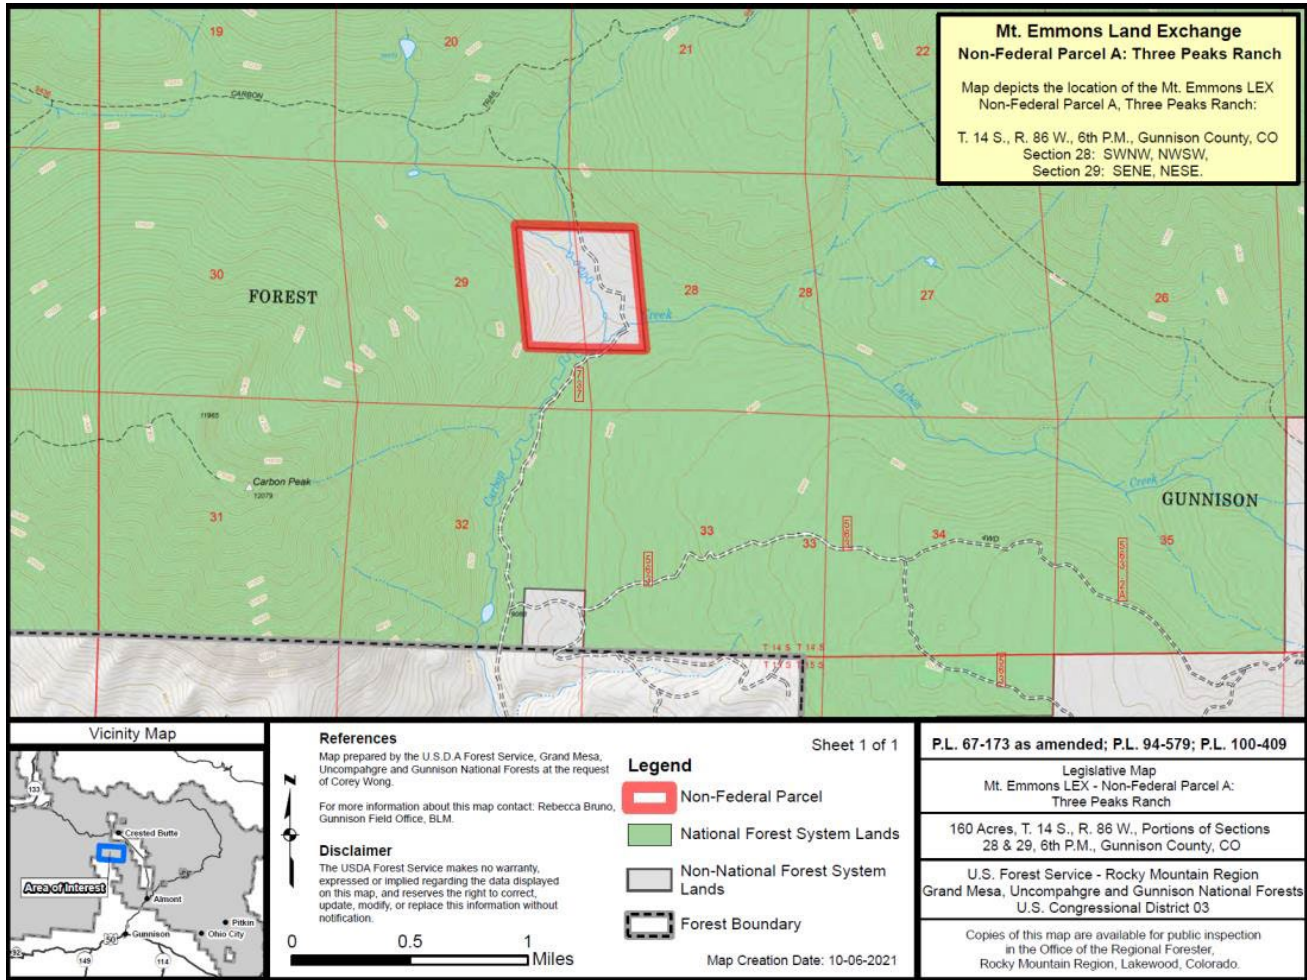 19
20
21
22
CARBON
TRAIL
Mt. Emmons Land Exchange
Non-Federal Parcel A: Three Peaks Ranch
Map depicts the location of the Mt. Emmons LEX
Non-Federal Parcel A, Three Peaks Ranch:
T. 14 S., R. 86 W., 6th P.M., Gunnison County, CO
Section 28: SWNW, NWSW,
Section 29: SENE, NESE.
30
29
28
28
27
26
FOREST
Creek
737
Carbon
11965
Carbon Peak
12079
Carbon
Creek
GUNNISON
31
32
33
33
34
4WD
35
T 14 S T 14 S
Vicinity Map
133
Crested Butte
Area of Interest
Almont
Pitkin
Ohio City
Gunnison
50
149
114
References
Map prepared by the U.S.D.A Forest Service, Grand Mesa,
Uncompahgre and Gunnison National Forests at the request
of Corey Wong.
For more information about this map contact: Rebecca Bruno,
Gunnison Field Office, BLM.
Disclaimer
The USDA Forest Service makes no warranty,
expressed or implied regarding the data displayed
on this map, and reserves the right to correct,
update, modify, or replace this information without
notification.
N
0 0.5 1
Miles
Sheet 1 of 1
Legend
Non-Federal Parcel
National Forest System Lands
Non-National Forest System
Lands
Forest Boundary
Map Creation Date: 10-06-2021
P.L. 67-173 as amended; P.L. 94-579; P.L. 100-409
Legislative Map
Mt. Emmons LEX - Non-Federal Parcel A:
Three Peaks Ranch
160 Acres, T. 14 S., R. 86 W., Portions of Sections
28 & 29, 6th P.M., Gunnison County, CO
U.S. Forest Service - Rocky Mountain Region
Grand Mesa, Uncompahgre and Gunnison National Forests
U.S. Congressional District 03
Copies of this map are available for public inspection
in the Office of the Regional Forester,
Rocky Mountain Region, Lakewood, Colorado.